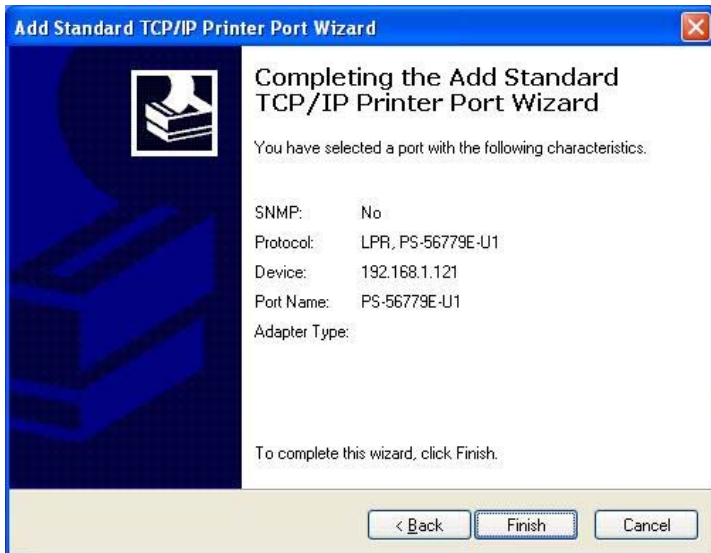 Add Standard TCP/IP Printer Port Wizard
Completing the Add Standard
TCP/IP Printer Port Wizard
You have selected a port with the following characteristics.
SNMP: No
Protocol: LPR, PS-56779E-U1
Device: 192.168.1.121
Port Name: PS-56779E-U1
Adapter Type:
To complete this wizard, click Finish.
< Back Finish Cancel